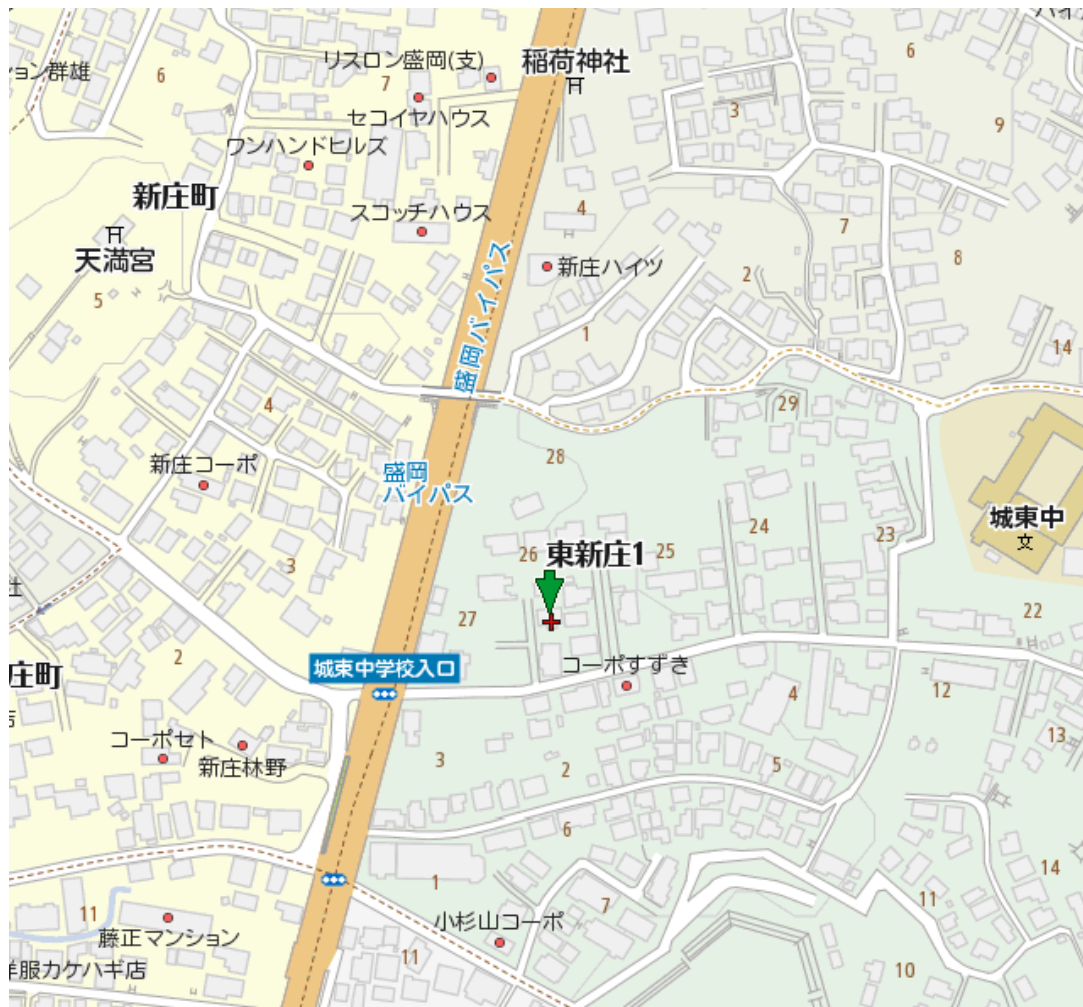 リスロン盛岡(支)
稲荷神社
ション群雄
6
7
6
セコイヤハウス
3
9
ワンハンドヒルズ
新庄町
スコッチハウス
4
7
天満宮
8
5
新庄ハイツ
2
盛岡バイパス
1
14
4
29
新庄コーポ
盛岡
バイパス
28
城東中
文
24
23
3
26
東新庄1
25
22
27
2
庄町
城東中学校入口
コーポすずき
12
4
コーポセト
13
新庄林野
3
2
5
6
1
14
11
7
11
小杉山コーポ
藤正マンション
11
10
洋服カケハギ店